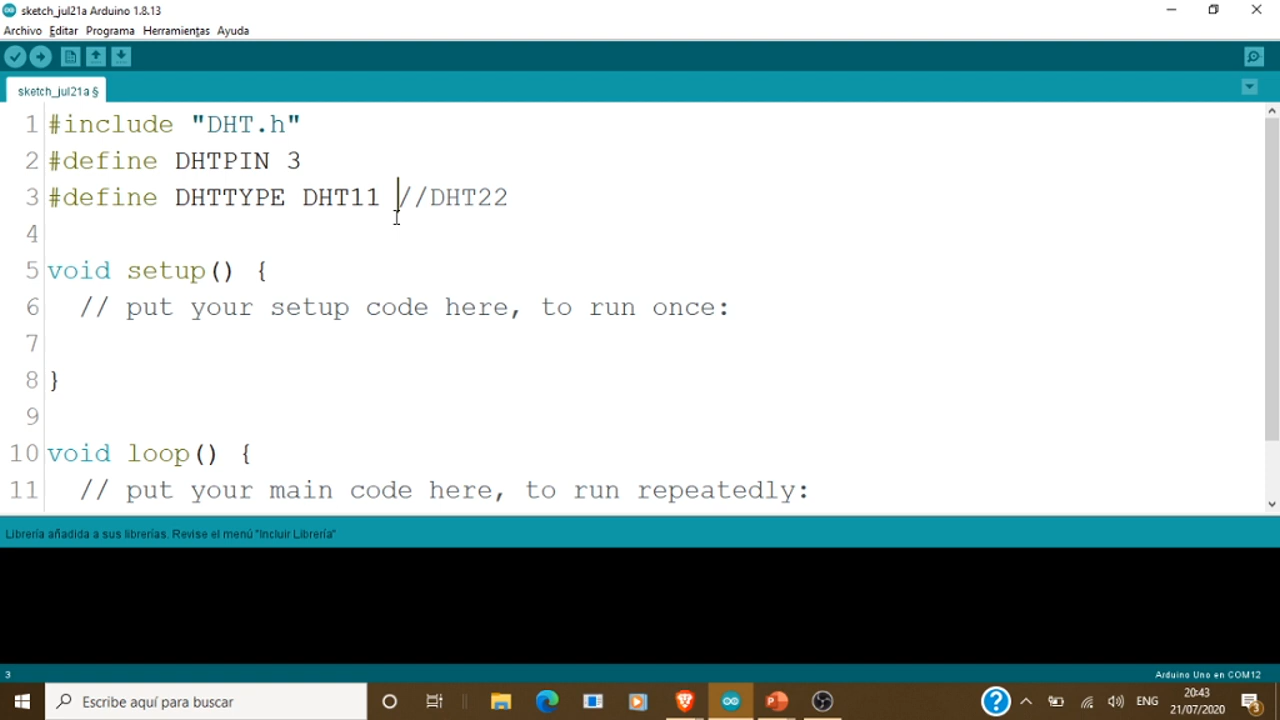 sketch_jul21a Arduino 1.8.13
Archivo Editar Programa Herramientas Ayuda
sketch_jul21a §
1 #include "DHT.h"
2 #define DHTPIN 3
3 #define DHTTYPE DHT11 //DHT22
4
5 void setup() {
6 // put your setup code here, to run once:
7
8 }
9
10 void loop() {
11 // put your main code here, to run repeatedly:
Librería añadida a sus librerías. Revise el menú "Incluir Librería"
3 Arduino Uno en COM12
Escribe aquí para buscar
ENG
20:43
21/07/2020
3